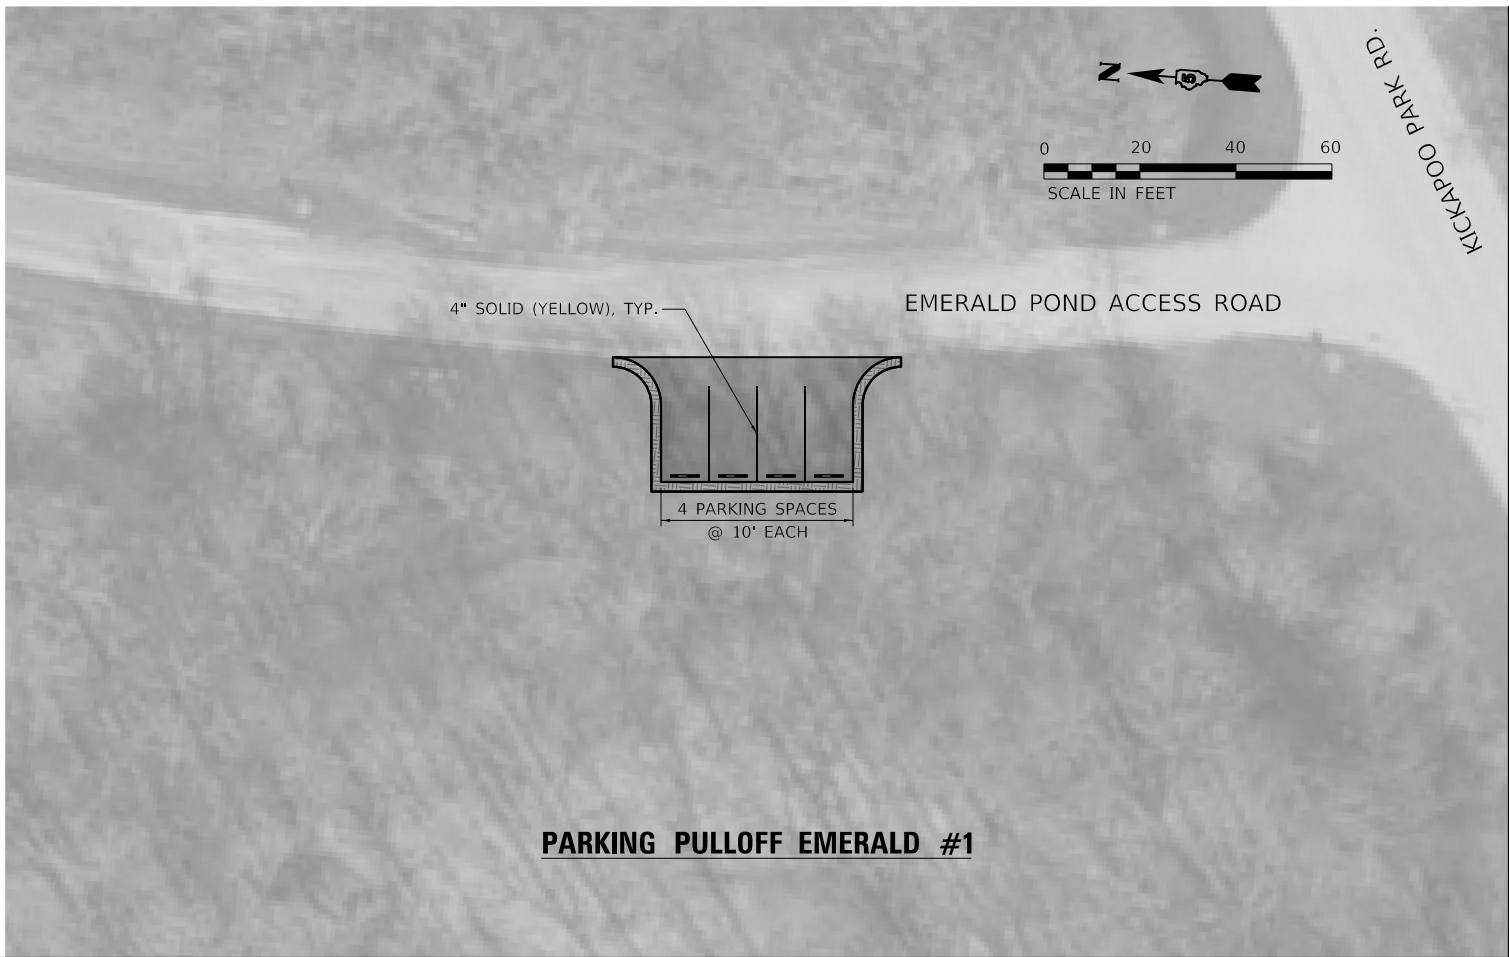 N
5
KICKAPOO PARK RD.
0 20 40 60
SCALE IN FEET
4" SOLID (YELLOW), TYP.
EMERALD POND ACCESS ROAD
4 PARKING SPACES
@ 10' EACH
PARKING PULLOFF EMERALD #1